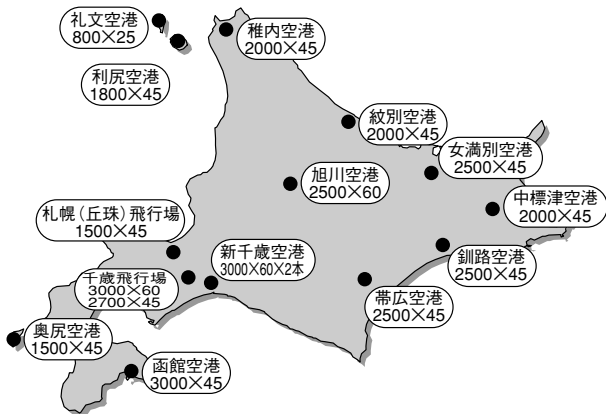 礼文空港
800×25
利尻空港
1800×45
稚内空港
2000×45
紋別空港
2000×45
女満別空港
2500×45
旭川空港
2500×60
中標津空港
2000×45
札幌（丘珠）飛行場
1500×45
新千歳空港
3000×60×2本
釧路空港
2500×45
千歳飛行場
3000×60
2700×45
帯広空港
2500×45
奥尻空港
1500×45
函館空港
3000×45